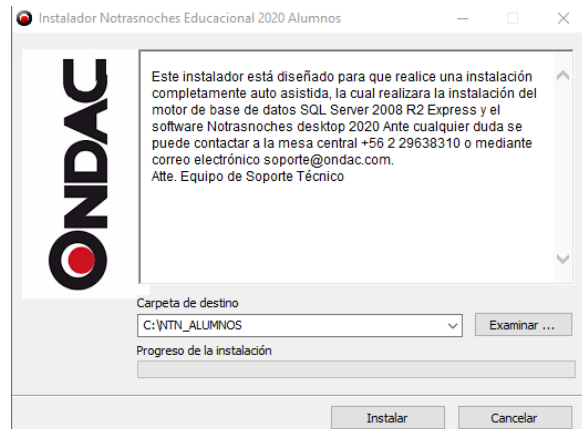 Instalador Notrasnoches Educacional 2020 Alumnos
ONDAC
Este instalador está diseñado para que realice una instalación
completamente auto asistida, la cual realizara la instalación del
motor de base de datos SQL Server 2008 R2 Express y el
software Notrasnoches desktop 2020 Ante cualquier duda se
puede contactar a la mesa central +56 2 29638310 o mediante
correo electrónico soporte@ondac.com.
Atte. Equipo de Soporte Técnico
Carpeta de destino
C:\NTN_ALUMNOS
Examinar ...
Progreso de la instalación
Instalar
Cancelar